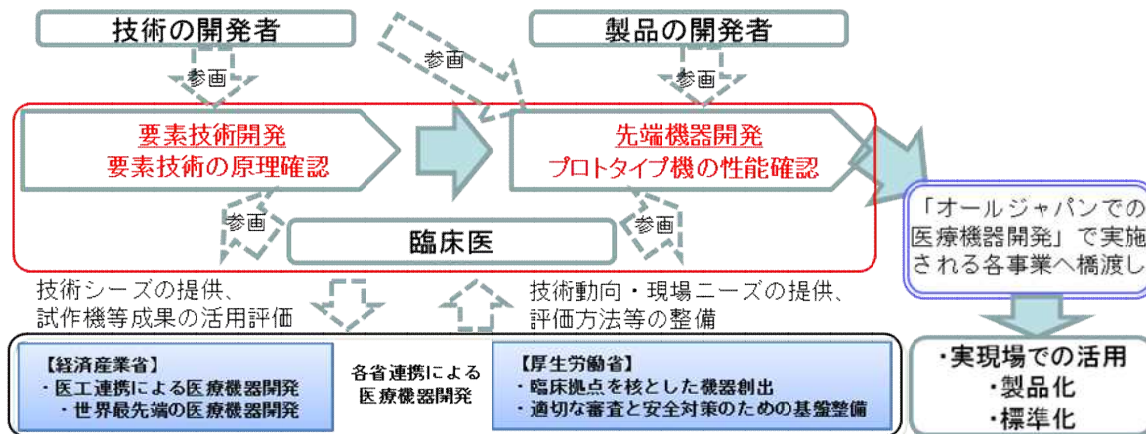 技術の開発者
製品の開発者
参画
参画
参画
要素技術開発
要素技術の原理確認
先端機器開発
プロトタイプ機の性能確認
参画
参画
臨床医
「オールジャパンでの
医療機器開発」で実施
される各事業へ橋渡し
技術シーズの提供、
試作機等成果の活用評価
技術動向・現場ニーズの提供、
評価方法等の整備
【経済産業省】
・医工連携による医療機器開発
・世界最先端の医療機器開発
各省連携による
医療機器開発
【厚生労働省】
・臨床拠点を核とした機器創出
・適切な審査と安全対策のための基盤整備
・実現場での活用
・製品化
・標準化